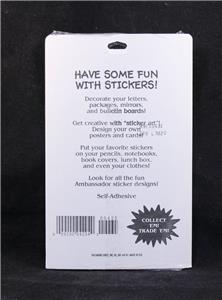 HAVE SOME FUN
WITH STICKERS!
Decorate your letters,
packages, mirrors,
and bulletin boards!
Get creative with "sticker art"!
Design your own
posters and cards!
Put your favorite stickers
on your pencils, notebooks,
book covers, lunch box,
and even your clothes!
Look for all the fun
Ambassador sticker designs!
Self-Adhesive
COLLECT
'EM!
TRADE 'EM!